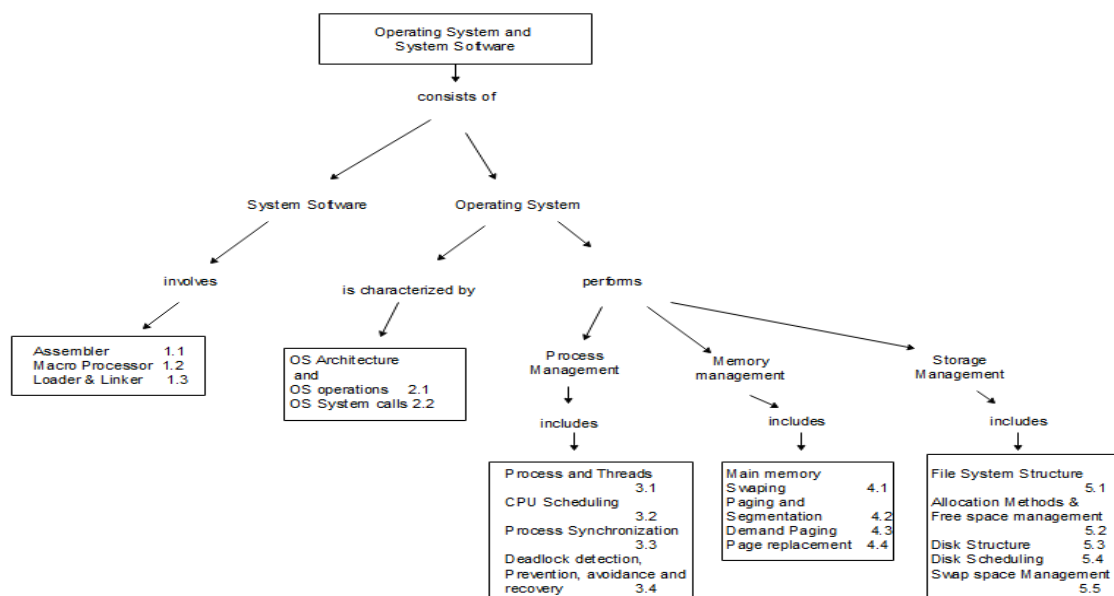 Operating System and
System Software
consists of
System Software
Operating System
involves
is characterized by
performs
Assembler 1.1
Macro Processor 1.2
Loader & Linker 1.3
OS Architecture
and
OS operations 2.1
OS System calls 2.2
Process
Management
Memory
management
Storage
Management
includes
includes
includes
Process and Threads
3.1
CPU Scheduling
3.2
Process Synchronization
3.3
Deadlock detection,
Prevention, avoidance and
recovery 3.4
Main memory
Swaping 4.1
Paging and
Segmentation 4.2
Demand Paging 4.3
Page replacement 4.4
File System Structure
5.1
Allocation Methods &
Free space management
5.2
Disk Structure 5.3
Disk Scheduling 5.4
Swap space Management
5.5